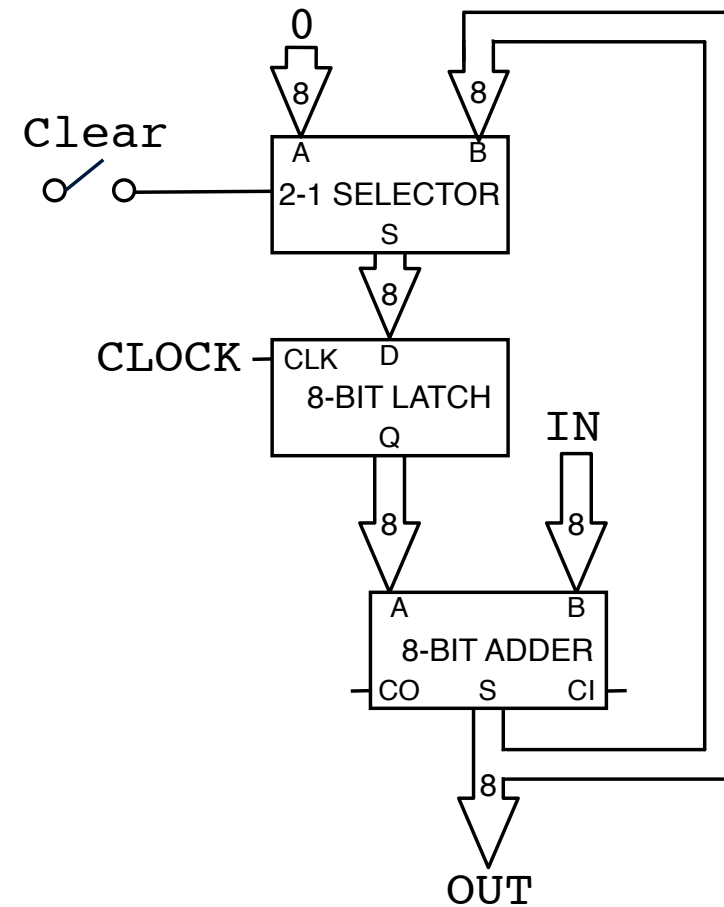 0
8 8
Clear
A B
2-1 SELECTOR
S
8
CLOCK CLK D
8-BIT LATCH
Q
IN
8 8
A B
8-BIT ADDER
CO S CI
8
OUT